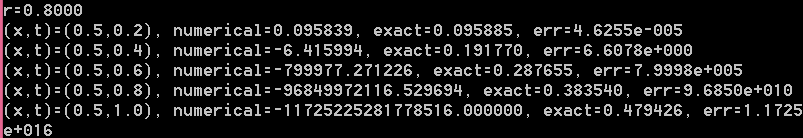 r=0.8000
(x,t)=(0.5,0.2), numerical=0.095839, exact=0.095885, err=4.6255e-005
(x,t)=(0.5,0.4), numerical=-6.415994, exact=0.191770, err=6.6078e+000
(x,t)=(0.5,0.6), numerical=-799977.271226, exact=0.287655, err=7.9998e+005
(x,t)=(0.5,0.8), numerical=-96849972116.529694, exact=0.383540, err=9.6850e+010
(x,t)=(0.5,1.0), numerical=-11725225281778516.000000, exact=0.479426, err=1.1725
e+016